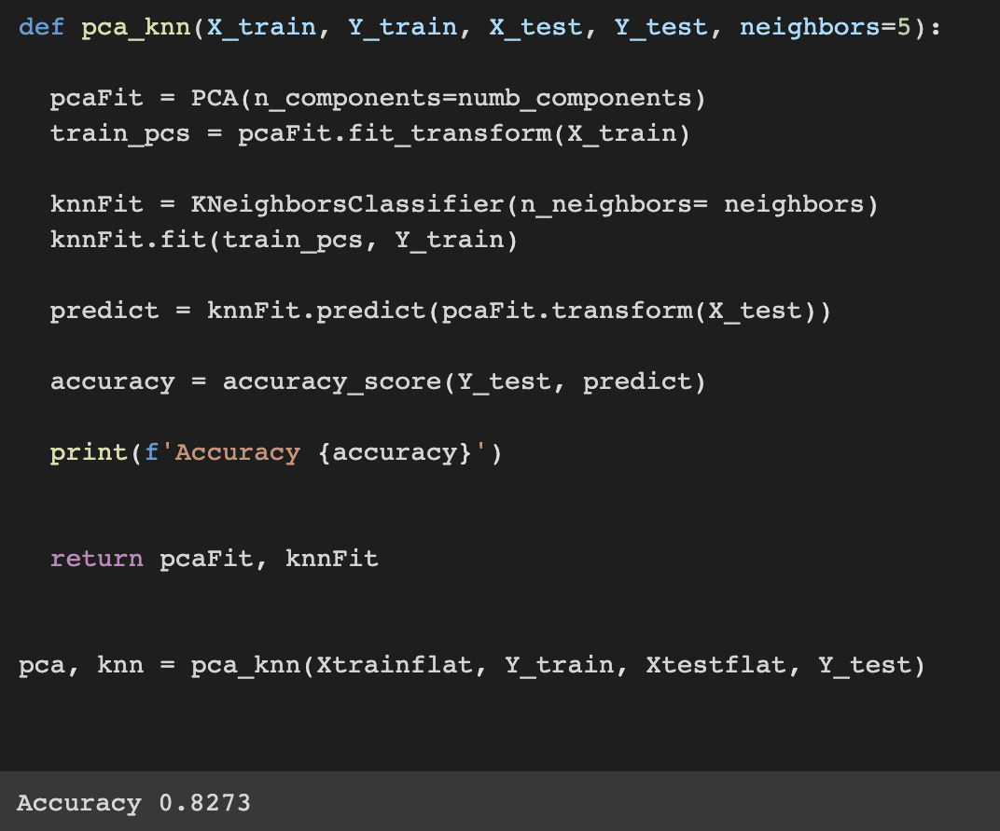 def pca_knn(X_train, Y_train, X_test, Y_test, neighbors=5):
pcaFit = PCA(n_components=numb_components)
train_pcs = pcaFit.fit_transform(X_train)
knnFit = KNeighborsClassifier(n_neighbors= neighbors)
knnFit.fit(train_pcs, Y_train)
predict = knnFit.predict(pcaFit.transform(X_test))
accuracy = accuracy_score(Y_test, predict)
print(f'Accuracy {accuracy}')
return pcaFit, knnFit
pca, knn = pca_knn(Xtrainflat, Y_train, Xtestflat, Y_test)
Accuracy 0.8273